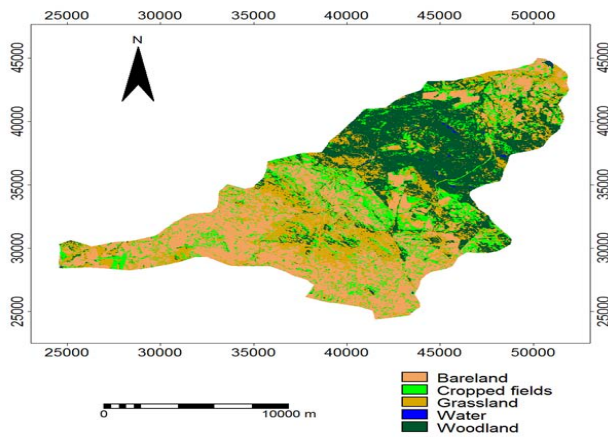 25000 30000 35000 40000 45000 50000
N
45000 45000
40000 40000
35000 35000
30000 30000
25000 25000
25000 30000 35000 40000 45000 50000
Bareland
Cropped fields
Grassland
Water
Woodland
0 10000 m